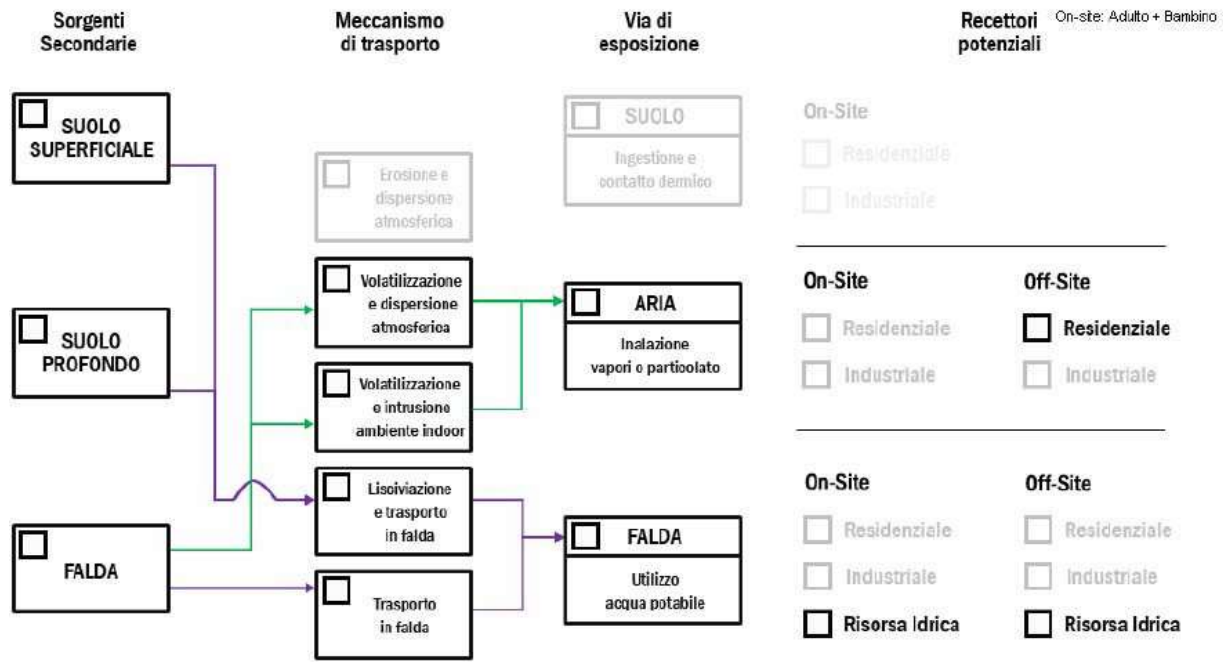 Sorgenti
Secondarie
Meccanismo
di trasporto
Via di
esposizione
Recettori
potenziali
On-site: Adulto + Bambino
SUOLO
SUPERFICIALE
SUOLO
PROFONDO
FALDA
Erosione e
dispersione
atmosferica
Volatilizzazione
e dispersione
atmosferica
Volatilizzazione
e intrusione
ambiente indoor
Lisciviazione
e trasporto
in falda
Trasporto
in falda
SUOLO
Ingestione e
contatto dermico
ARIA
Inalazione
vapori o particolato
FALDA
Utilizzo
acqua potabile
On-Site
Residenziale
Industriale
On-Site
Residenziale
Industriale
Off-Site
Residenziale
Industriale
On-Site
Residenziale
Industriale
Risorsa Idrica
Off-Site
Residenziale
Industriale
Risorsa Idrica